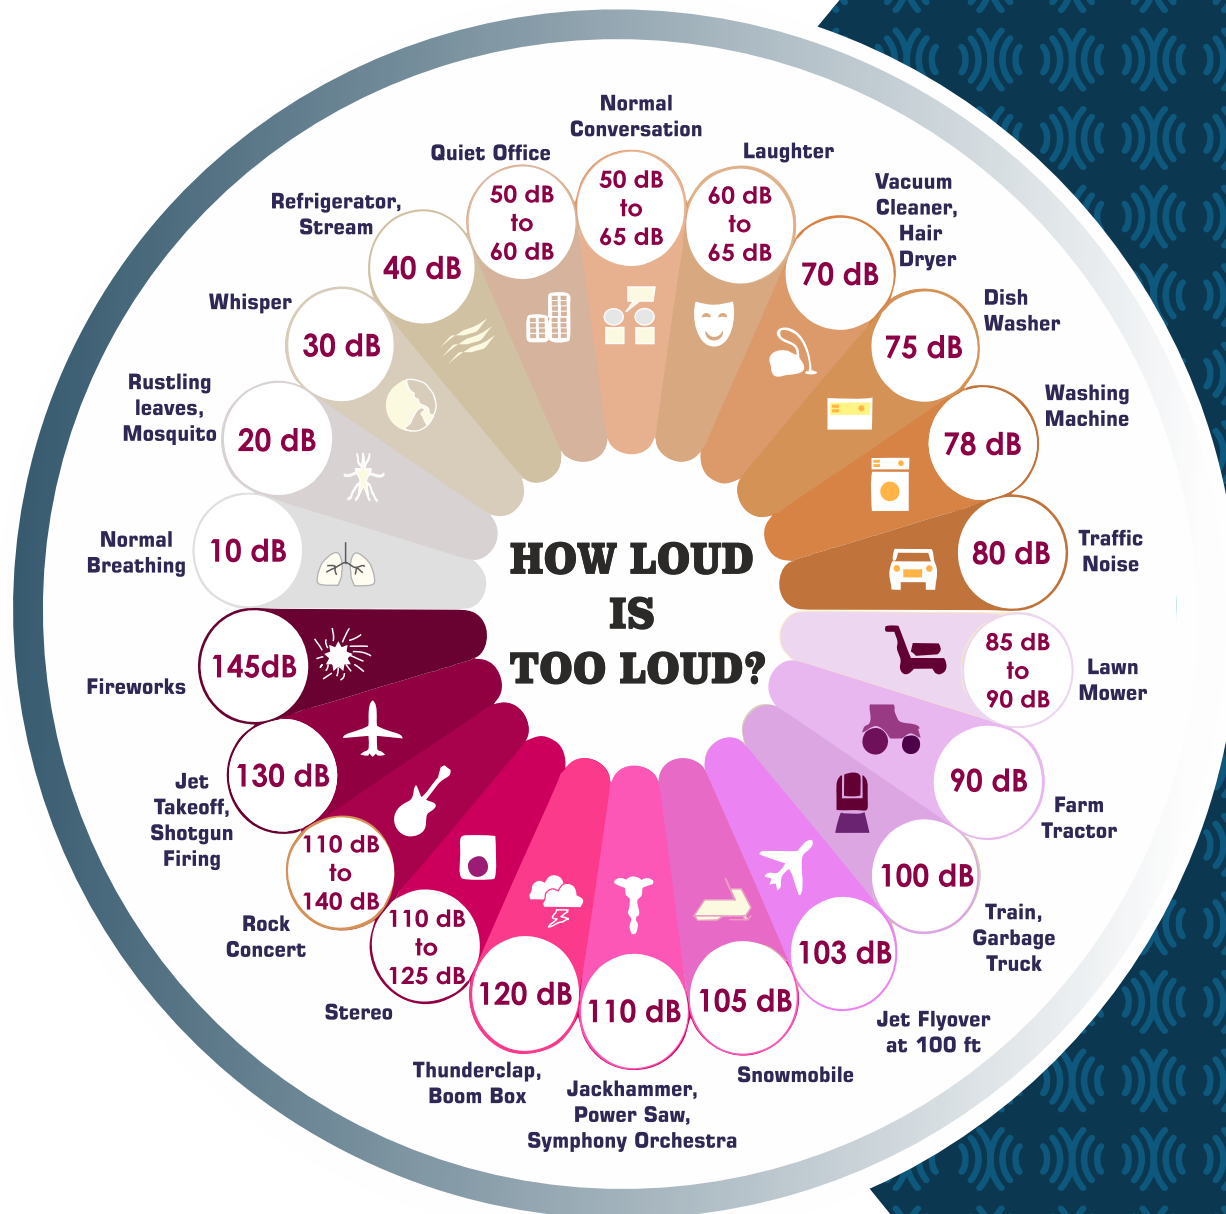 HOW LOUD
IS
TOO LOUD?
Normal
Breathing
10 dB
Rustling
leaves,
Mosquito
20 dB
Whisper
30 dB
Refrigerator,
Stream
40 dB
Quiet Office
50 dB
to
60 dB
Normal
Conversation
50 dB
to
65 dB
Laughter
60 dB
to
65 dB
Vacuum
Cleaner,
Hair
Dryer
70 dB
Dish
Washer
75 dB
Washing
Machine
78 dB
Traffic
Noise
80 dB
Lawn
Mower
85 dB
to
90 dB
Farm
Tractor
90 dB
Train,
Garbage
Truck
100 dB
Jet Flyover
at 100 ft
103 dB
Snowmobile
105 dB
Jackhammer,
Power Saw,
Symphony Orchestra
110 dB
Thunderclap,
Boom Box
120 dB
Stereo
110 dB
to
125 dB
Rock
Concert
110 dB
to
140 dB
Jet
Takeoff,
Shotgun
Firing
130 dB
Fireworks
145dB